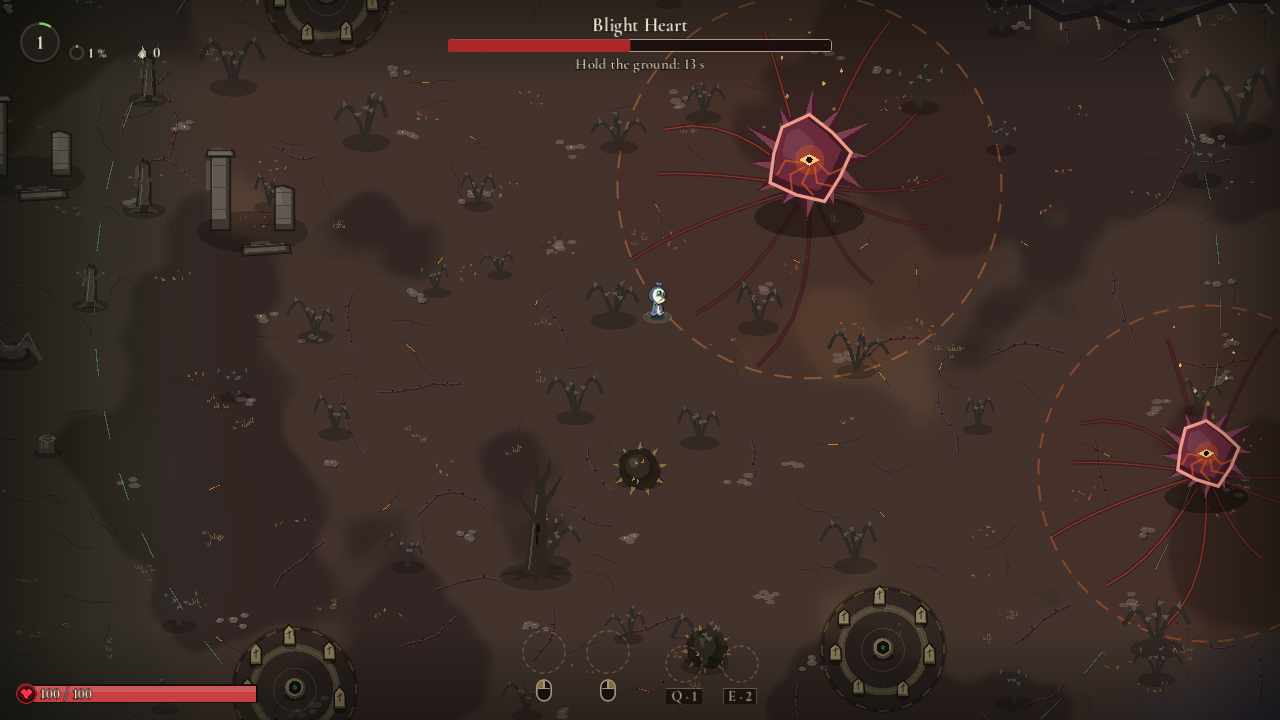 Blight Heart
1
1 %
0
Hold the ground: 13 s
100 / 100
Q · 1
E · 2